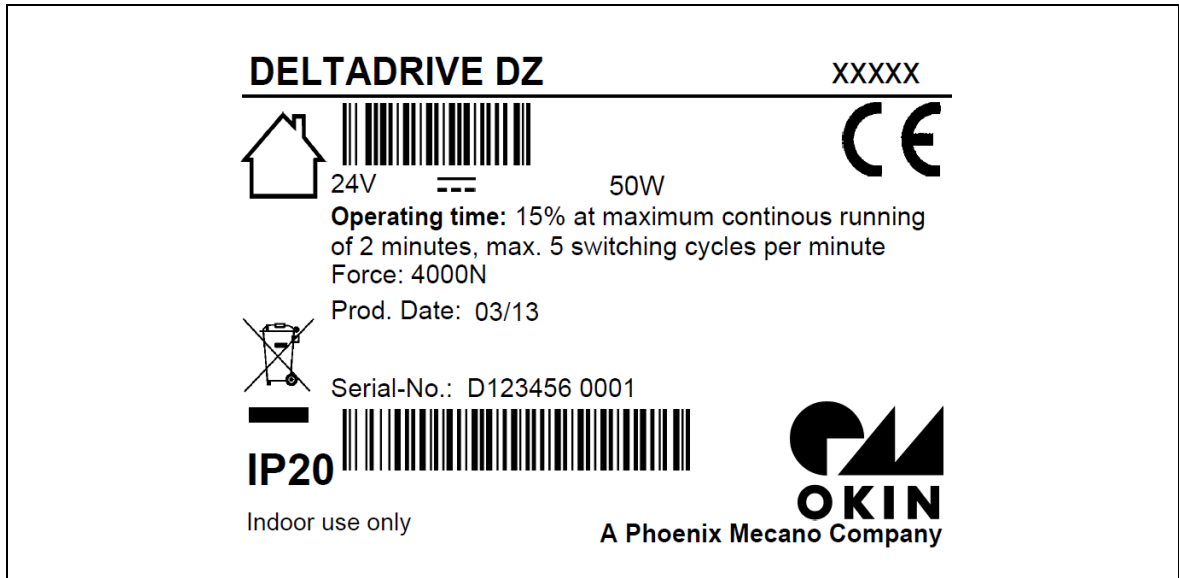 DELTADRIVE DZ XXXXX
CE
24V 50W
Operating time: 15% at maximum continous running
of 2 minutes, max. 5 switching cycles per minute
Force: 4000N
Prod. Date: 03/13
Serial-No.: D123456 0001
IP20
OKIN
Indoor use only
A Phoenix Mecano Company